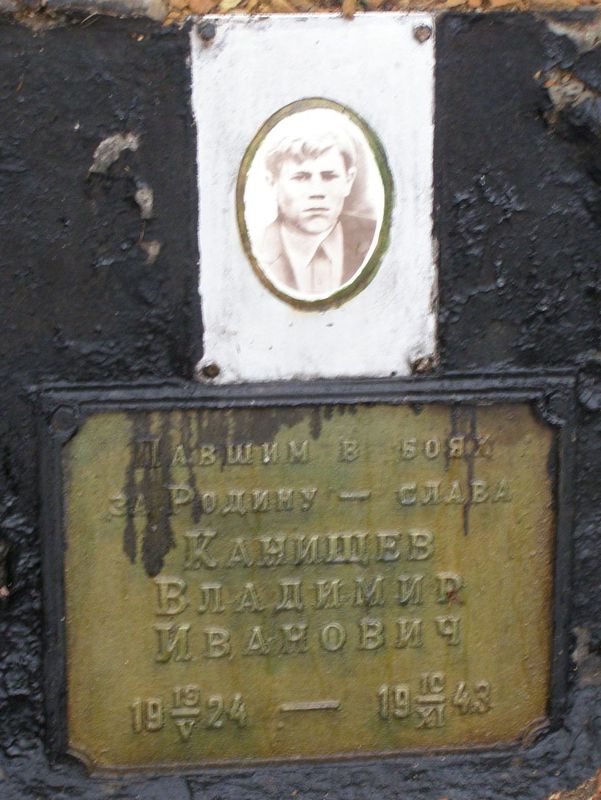 Павшим в боях
за Родину — слава
Канищев
Владимир
Иванович
19 19/V 24 — 19 10/XI 43